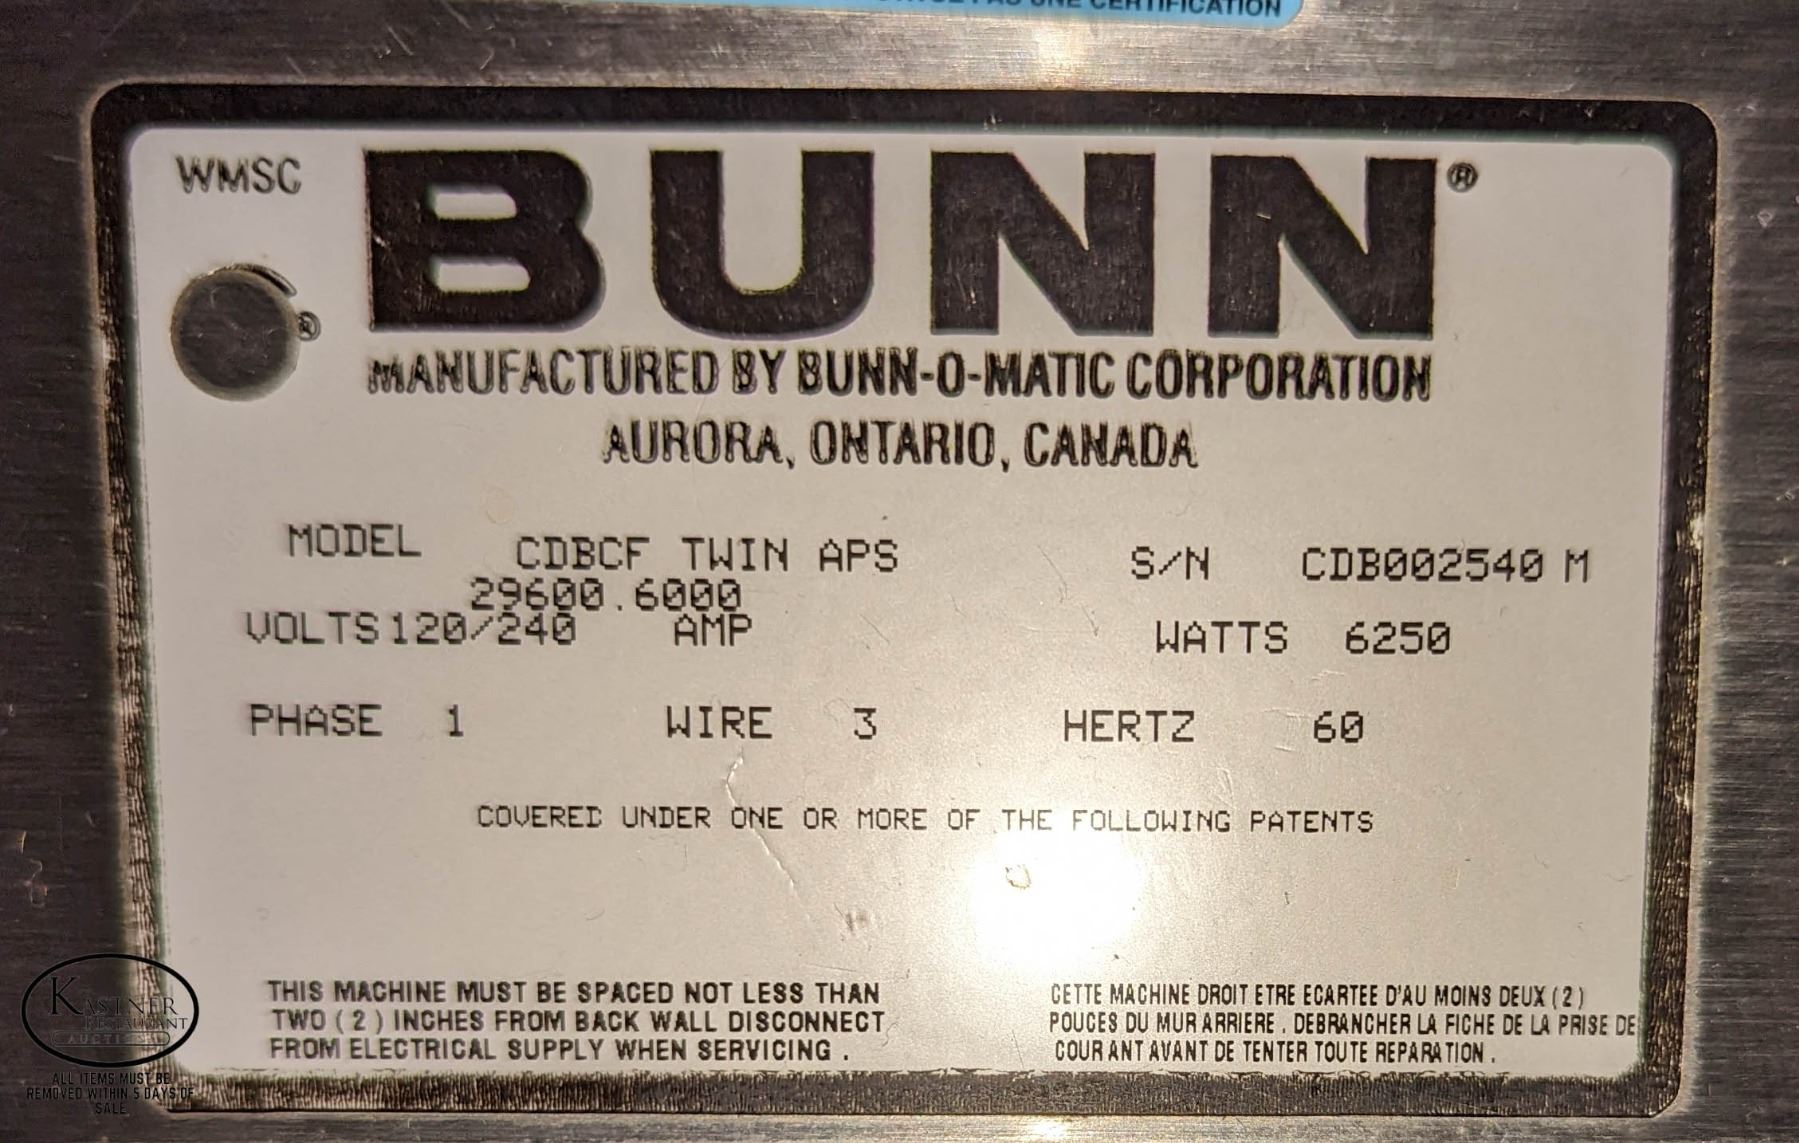 UNE CERTIFICATION
WMSC
BUNN®
®
MANUFACTURED BY BUNN-O-MATIC CORPORATION
AURORA, ONTARIO, CANADA
MODEL CDBCF TWIN APS S/N CDB002540 M
29600.6000
VOLTS 120/240 AMP WATTS 6250
PHASE 1 WIRE 3 HERTZ 60
COVERED UNDER ONE OR MORE OF THE FOLLOWING PATENTS
THIS MACHINE MUST BE SPACED NOT LESS THAN
TWO (2) INCHES FROM BACK WALL DISCONNECT
FROM ELECTRICAL SUPPLY WHEN SERVICING .
CETTE MACHINE DROIT ETRE ECARTEE D'AU MOINS DEUX (2)
POUCES DU MUR ARRIERE . DEBRANCHER LA FICHE DE LA PRISE DE
COURANT AVANT DE TENTER TOUTE REPARATION .
KASTNER
RESTAURANT
AUCTIONS
ALL ITEMS MUST BE
REMOVED WITHIN 5 DAYS OF
SALE